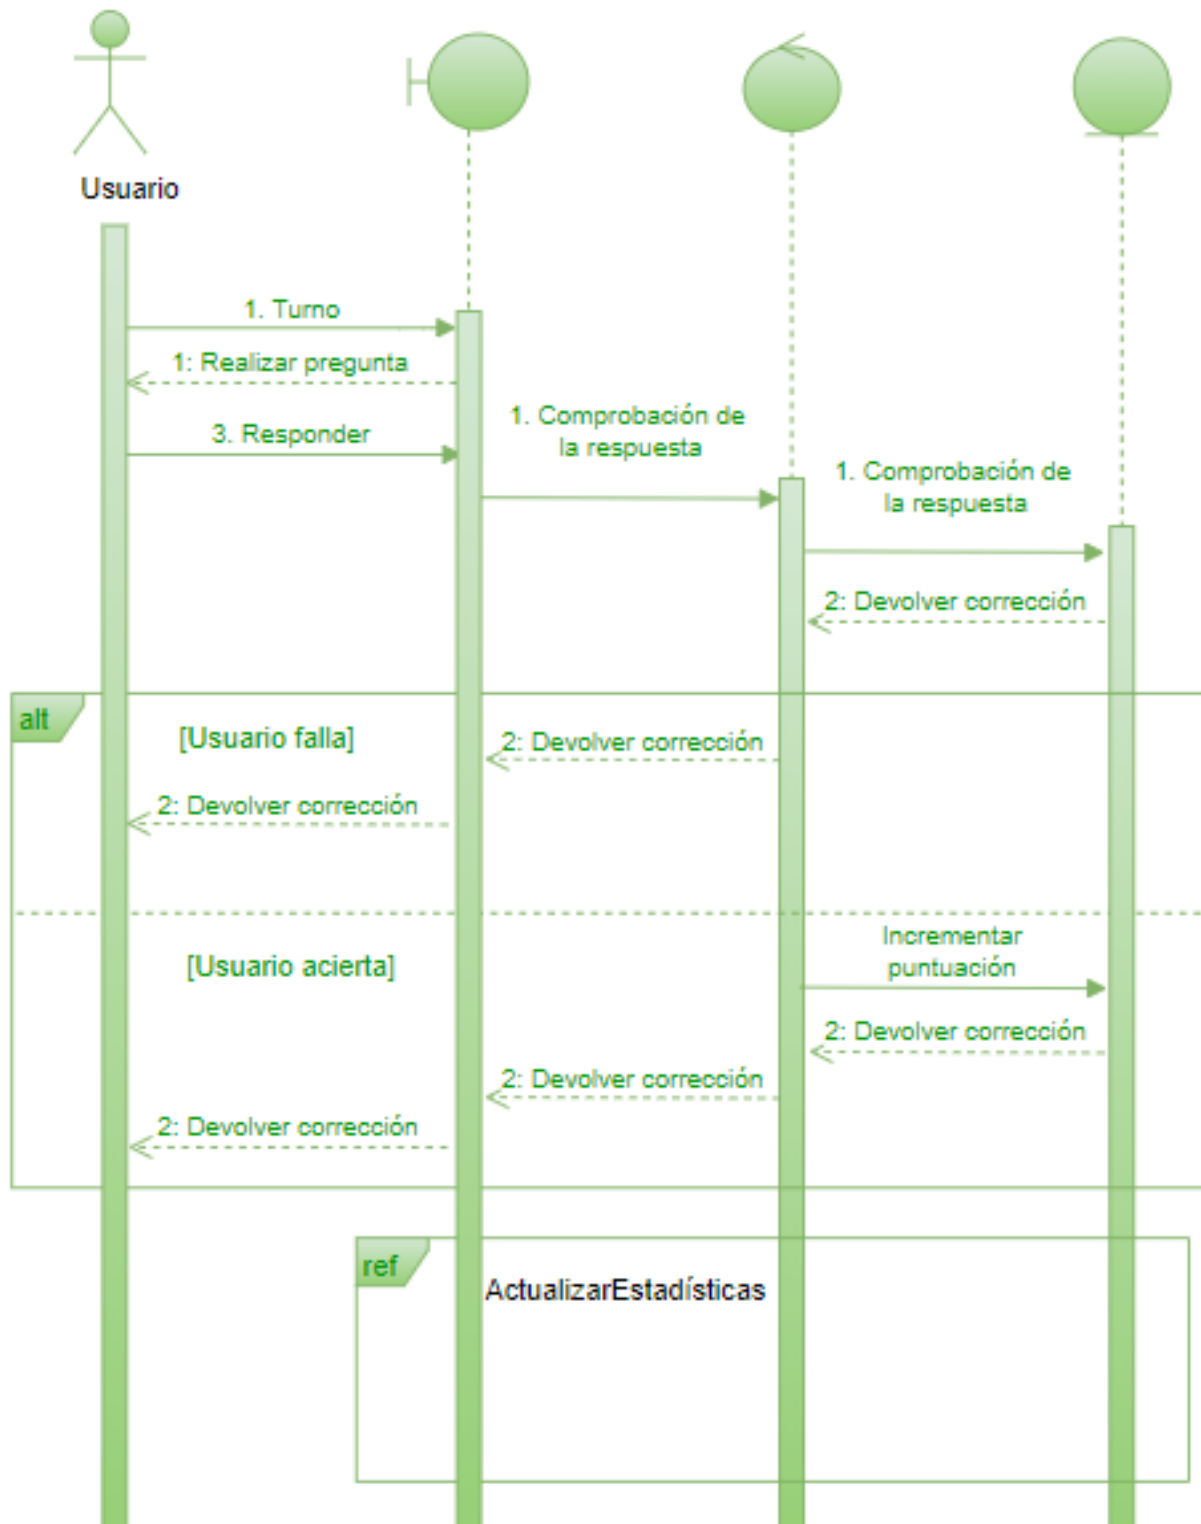 Usuario
1. Turno
1: Realizar pregunta
3. Responder
1. Comprobación de
la respuesta
1. Comprobación de
la respuesta
2: Devolver corrección
alt
[Usuario falla]
2: Devolver corrección
2: Devolver corrección
Incrementar
puntuación
[Usuario acierta]
2: Devolver corrección
2: Devolver corrección
2: Devolver corrección
ref
ActualizarEstadísticas